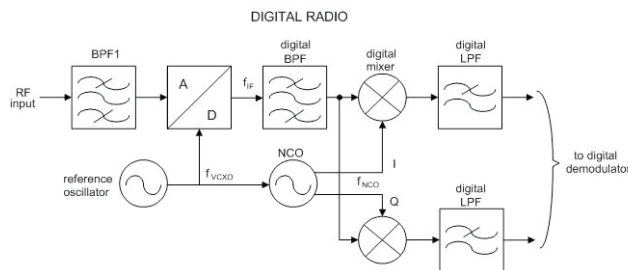 DIGITAL RADIO
BPF1
digital
BPF
digital
mixer
digital
LPF
RF
input
A
D
f_IF
reference
oscillator
f_VCXO
NCO
I
f_NCO
Q
digital
LPF
to digital
demodulator